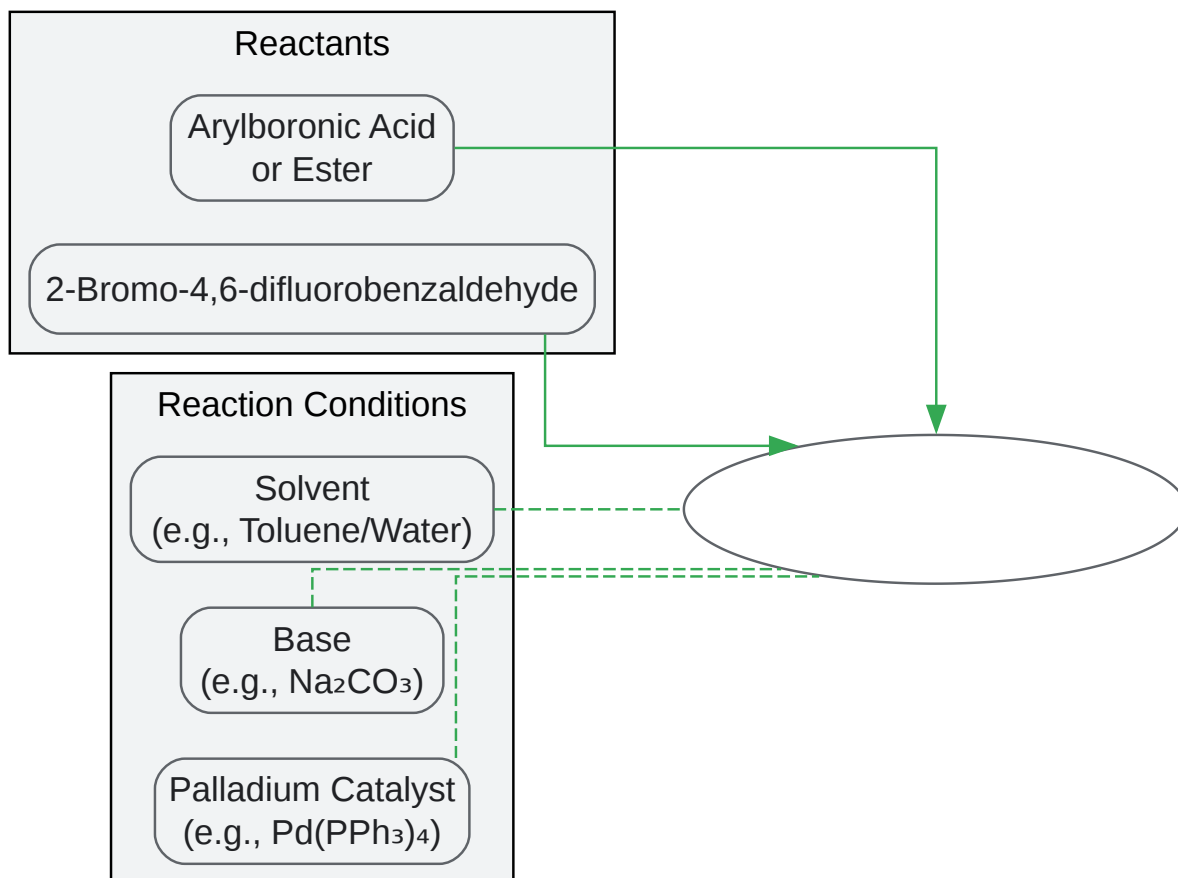 Reactants
Arylboronic Acid
or Ester
2-Bromo-4,6-difluorobenzaldehyde
Reaction Conditions
Solvent
(e.g., Toluene/Water)
Base
(e.g., Na₂CO₃)
Palladium Catalyst
(e.g., Pd(PPh₃)₄)